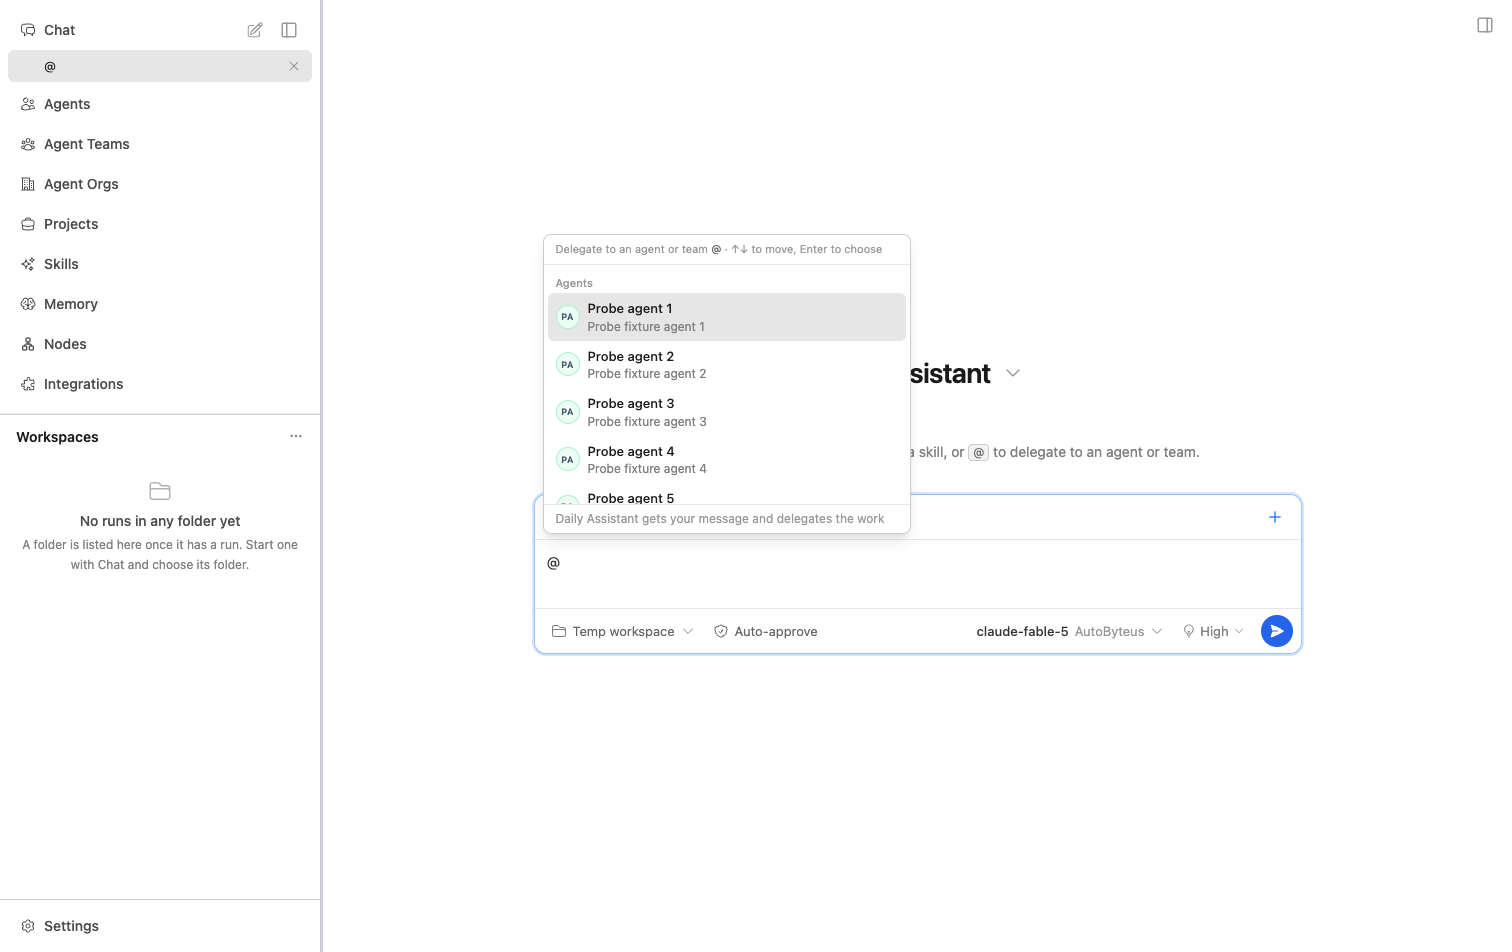 Chat
@
Agents
Agent Teams
Agent Orgs
Projects
Skills
Memory
Nodes
Integrations
Workspaces
No runs in any folder yet
A folder is listed here once it has a run. Start one
with Chat and choose its folder.
Settings
Delegate to an agent or team @ · ↑↓ to move, Enter to choose
Agents
PA
Probe agent 1
Probe fixture agent 1
PA
Probe agent 2
Probe fixture agent 2
PA
Probe agent 3
Probe fixture agent 3
PA
Probe agent 4
Probe fixture agent 4
Probe agent 5
Daily Assistant gets your message and delegates the work
sistant
a skill, or @ to delegate to an agent or team.
@
Temp workspace
Auto-approve
claude-fable-5 AutoByteus
High